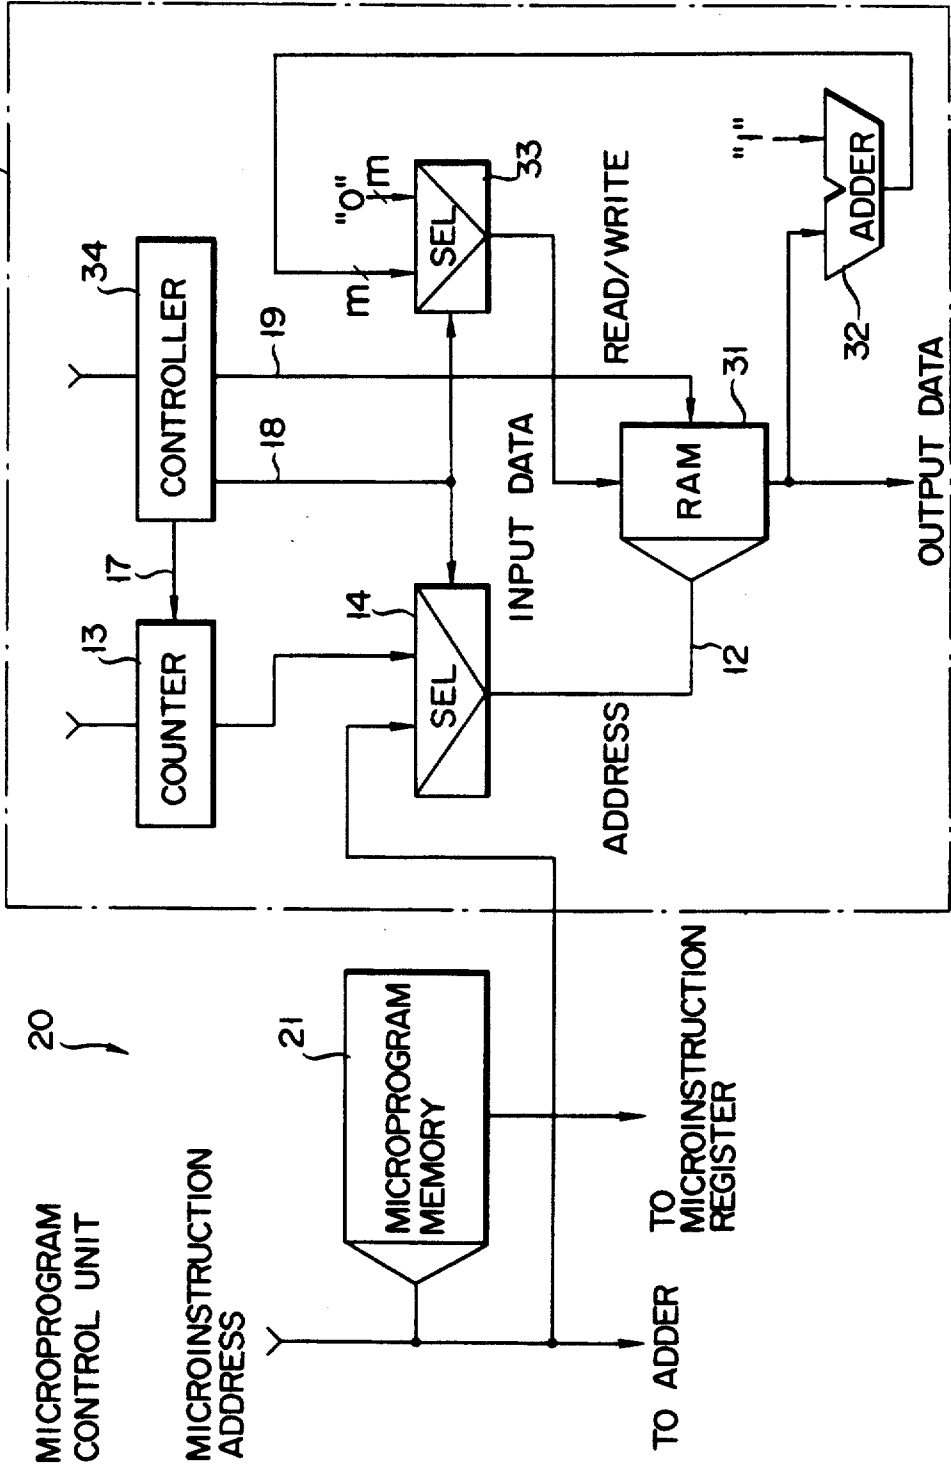 MICROPROGRAM
CONTROL UNIT
20
MICROINSTRUCTION
ADDRESS
21
MICROPROGRAM
MEMORY
TO ADDER
TO
MICROINSTRUCTION
REGISTER
13
COUNTER
17
34
CONTROLLER
18
19
14
SEL
m
"0"
m
SEL
33
INPUT DATA
READ/WRITE
ADDRESS
12
RAM
31
"1"
ADDER
32
OUTPUT DATA